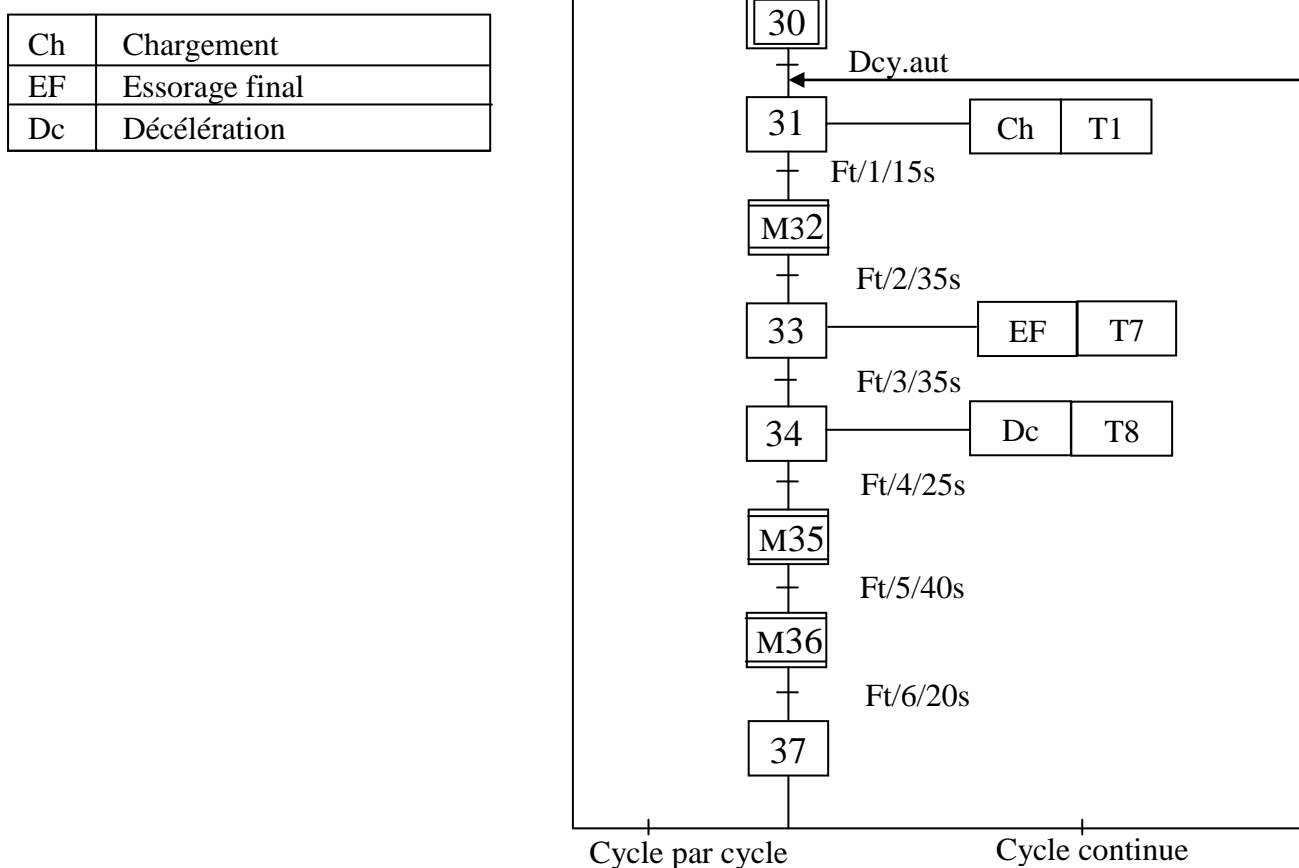 Ch Chargement
EF Essorage final
Dc Décélération
30
Dcy.aut
31 Ch T1
Ft/1/15s
M32
Ft/2/35s
33 EF T7
Ft/3/35s
34 Dc T8
Ft/4/25s
M35
Ft/5/40s
M36
Ft/6/20s
37
Cycle par cycle Cycle continue